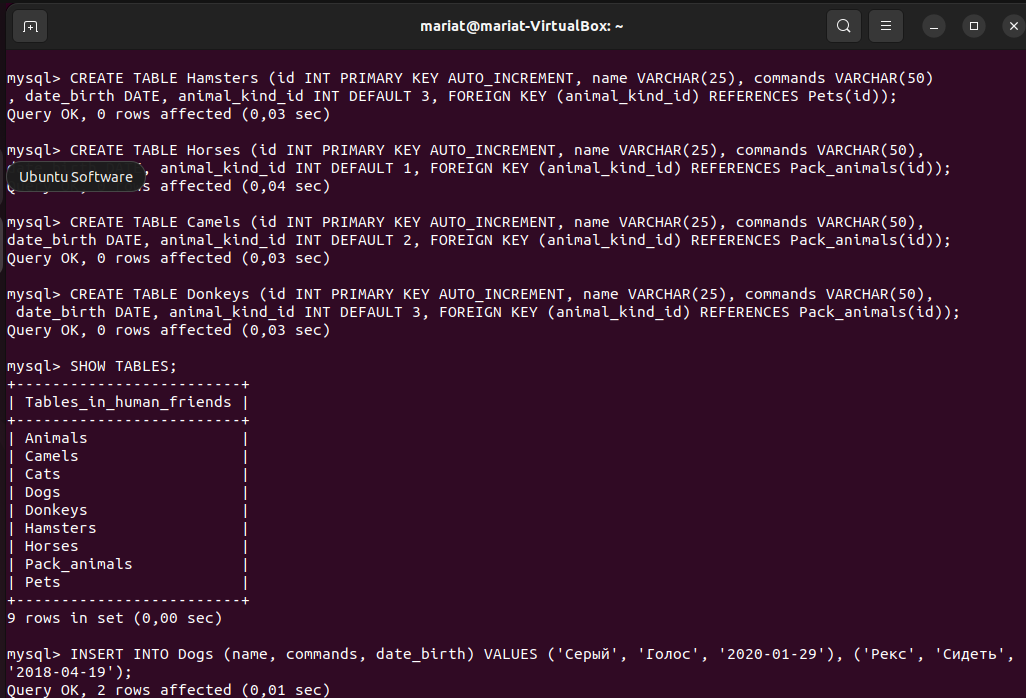 mariat@mariat-VirtualBox: ~
mysql> CREATE TABLE Hamsters (id INT PRIMARY KEY AUTO_INCREMENT, name VARCHAR(25), commands VARCHAR(50)
, date_birth DATE, animal_kind_id INT DEFAULT 3, FOREIGN KEY (animal_kind_id) REFERENCES Pets(id));
Query OK, 0 rows affected (0,03 sec)
mysql> CREATE TABLE Horses (id INT PRIMARY KEY AUTO_INCREMENT, name VARCHAR(25), commands VARCHAR(50),
, animal_kind_id INT DEFAULT 1, FOREIGN KEY (animal_kind_id) REFERENCES Pack_animals(id));
Ubuntu Software
s affected (0,04 sec)
mysql> CREATE TABLE Camels (id INT PRIMARY KEY AUTO_INCREMENT, name VARCHAR(25), commands VARCHAR(50),
date_birth DATE, animal_kind_id INT DEFAULT 2, FOREIGN KEY (animal_kind_id) REFERENCES Pack_animals(id));
Query OK, 0 rows affected (0,03 sec)
mysql> CREATE TABLE Donkeys (id INT PRIMARY KEY AUTO_INCREMENT, name VARCHAR(25), commands VARCHAR(50),
 date_birth DATE, animal_kind_id INT DEFAULT 3, FOREIGN KEY (animal_kind_id) REFERENCES Pack_animals(id));
Query OK, 0 rows affected (0,03 sec)
mysql> SHOW TABLES;
+-------------------------+
| Tables_in_human_friends |
+-------------------------+
| Animals                 |
| Camels                  |
| Cats                    |
| Dogs                    |
| Donkeys                 |
| Hamsters                |
| Horses                  |
| Pack_animals            |
| Pets                    |
+-------------------------+
9 rows in set (0,00 sec)
mysql> INSERT INTO Dogs (name, commands, date_birth) VALUES ('Серый', 'Голос', '2020-01-29'), ('Рекс', 'Сидеть',
'2018-04-19');
Query OK, 2 rows affected (0,01 sec)